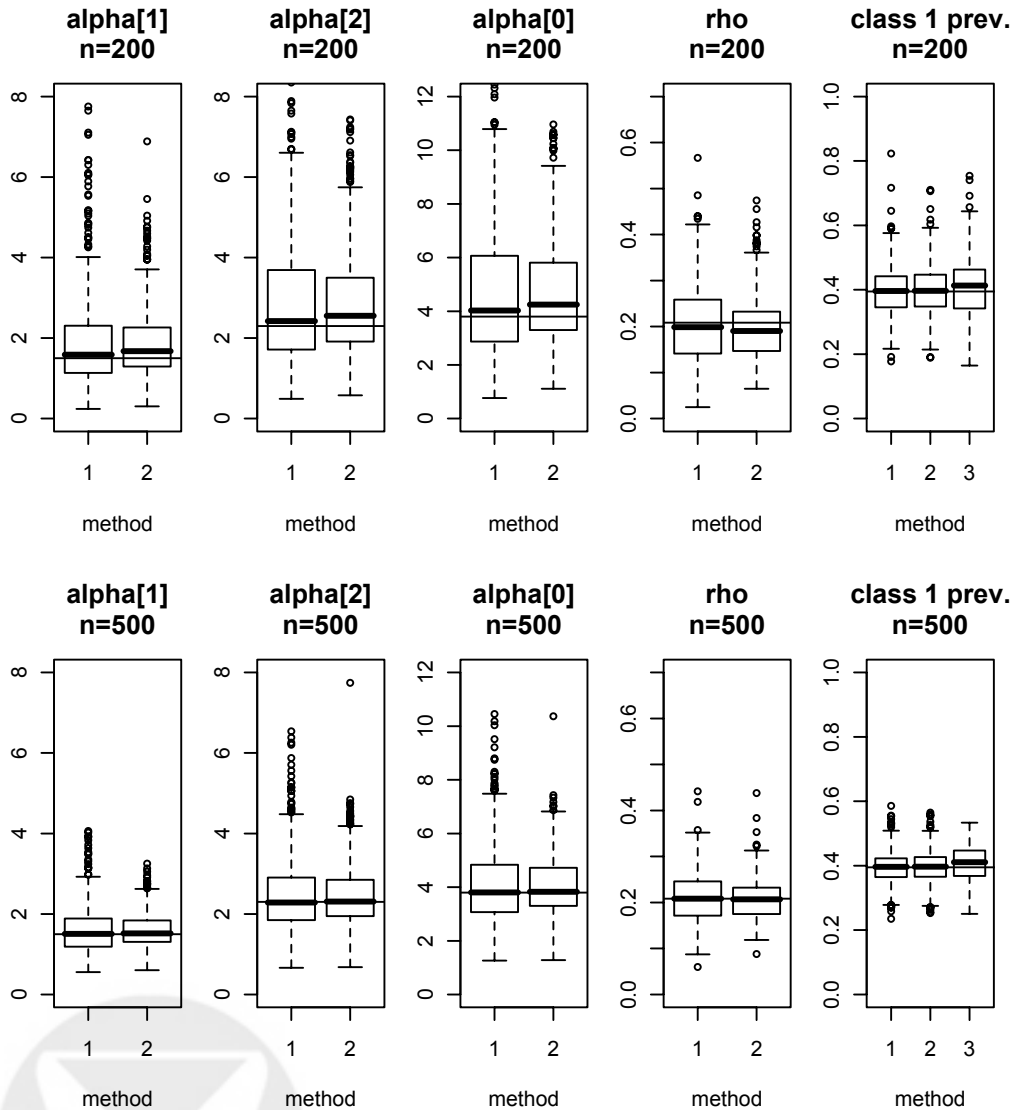 alpha[1] alpha[2] alpha[0] rho class 1 prev.
n=200 n=200 n=200 n=200 n=200
8 8 12 0.6 1.0
6 6 10 0.4 0.8
4 4 8 0.2 0.6
2 2 6 0.0 0.4
0 0 4 0.2
2 0.0
0
1 2 1 2 1 2 1 2 1 2 3
method method method method method
alpha[1] alpha[2] alpha[0] rho class 1 prev.
n=500 n=500 n=500 n=500 n=500
8 8 12 0.6 1.0
6 6 10 0.4 0.8
4 4 8 0.2 0.6
2 2 6 0.0 0.4
0 0 4 0.2
2 0.0
0
1 2 1 2 1 2 1 2 1 2 3
method method method method method